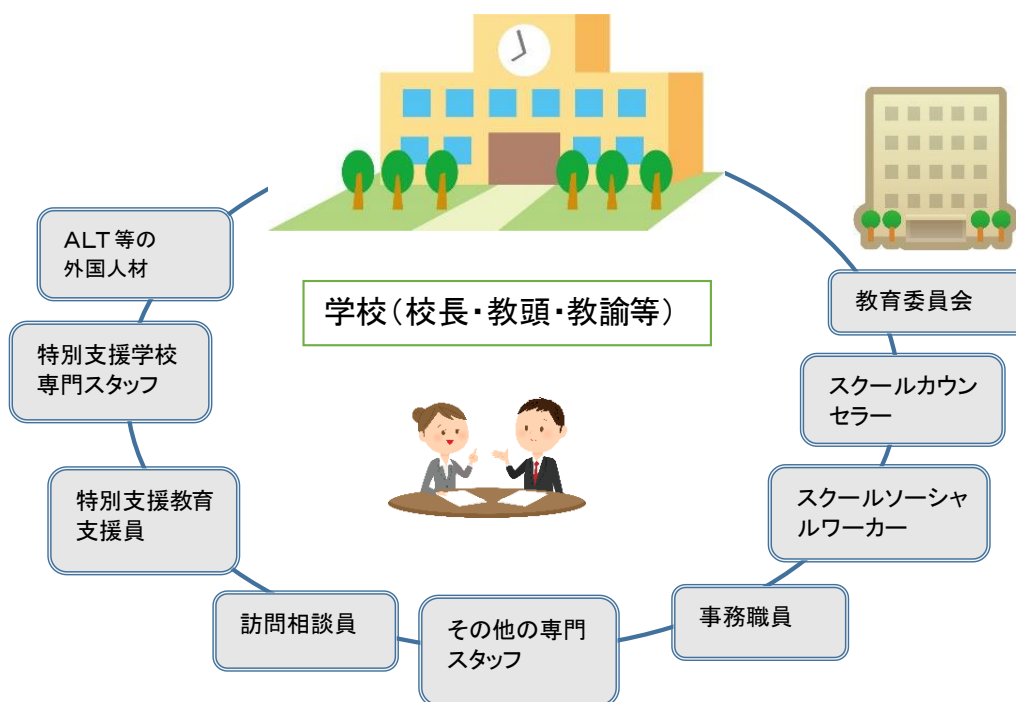 学校(校長・教頭・教諭等)
ＡＬＴ等の
外国人材
特別支援学校
専門スタッフ
特別支援教育
支援員
訪問相談員
その他の専門
スタッフ
事務職員
スクールソーシャ
ルワーカー
スクールカウン
セラー
教育委員会